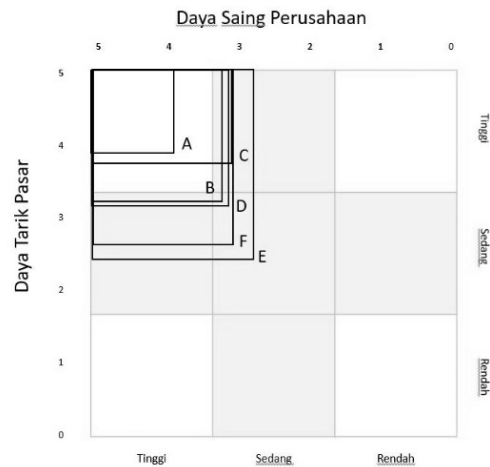 Daya Saing Perusahaan
5 4 3 2 1 0
Daya Tarik Pasar
5
4
3
2
1
0
A
C
B
D
F
E
Tinggi
Sedang
Rendah
Tinggi Sedang Rendah